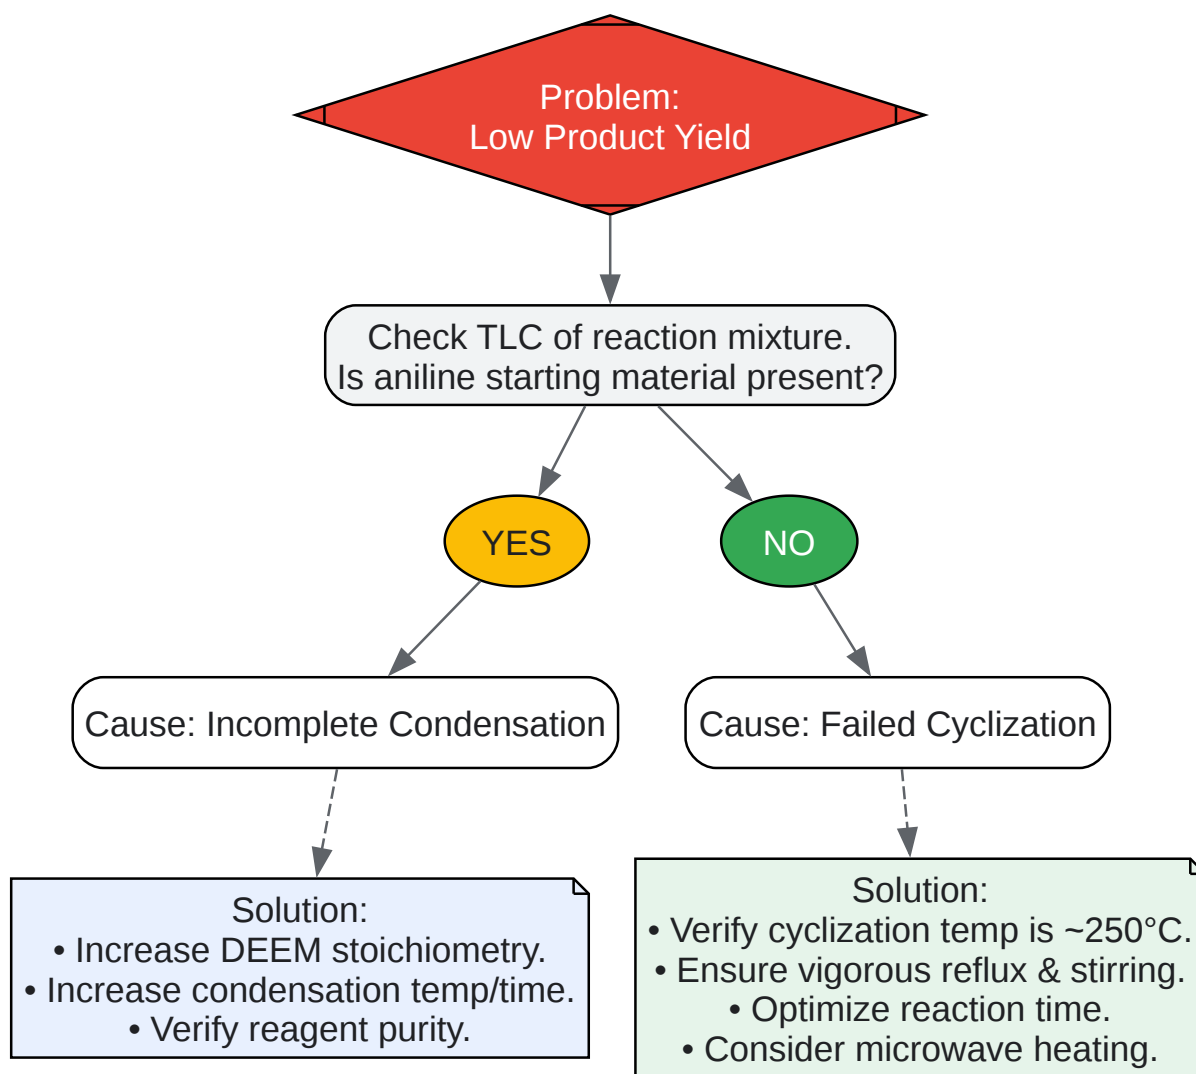 Problem:
Low Product Yield
Check TLC of reaction mixture.
Is aniline starting material present?
YES
NO
Cause: Incomplete Condensation
Cause: Failed Cyclization
Solution:
• Increase DEEM stoichiometry.
• Increase condensation temp/time.
• Verify reagent purity.
Solution:
• Verify cyclization temp is ~250°C.
• Ensure vigorous reflux & stirring.
• Optimize reaction time.
• Consider microwave heating.